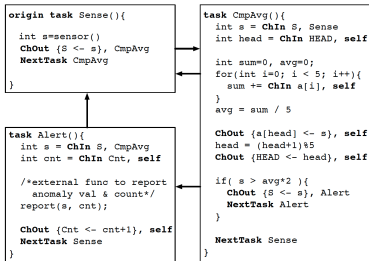 origin task Sense(){
int s=sensor()
ChOut {S <- s}, CmpAvg
NextTask CmpAvg
}
task Alert(){
int s = ChIn S, CmpAvg
int cnt = ChIn Cnt, self
/*external func to report
anomaly val & count*/
report(s, cnt);
ChOut {Cnt <- cnt+1}, self
NextTask Sense
}
task CmpAvg(){
int s = ChIn S, Sense
int head = ChIn HEAD, self
int sum=0, avg=0;
for(int i=0; i < 5; i++){
sum += ChIn a[i], self
}
avg = sum / 5
ChOut {a[head] <- s}, self
head = (head+1)%5
ChOut {HEAD <- head}, self
if( s > avg*2 ){
ChOut {S <- s}, Alert
NextTask Alert
}
NextTask Sense
}